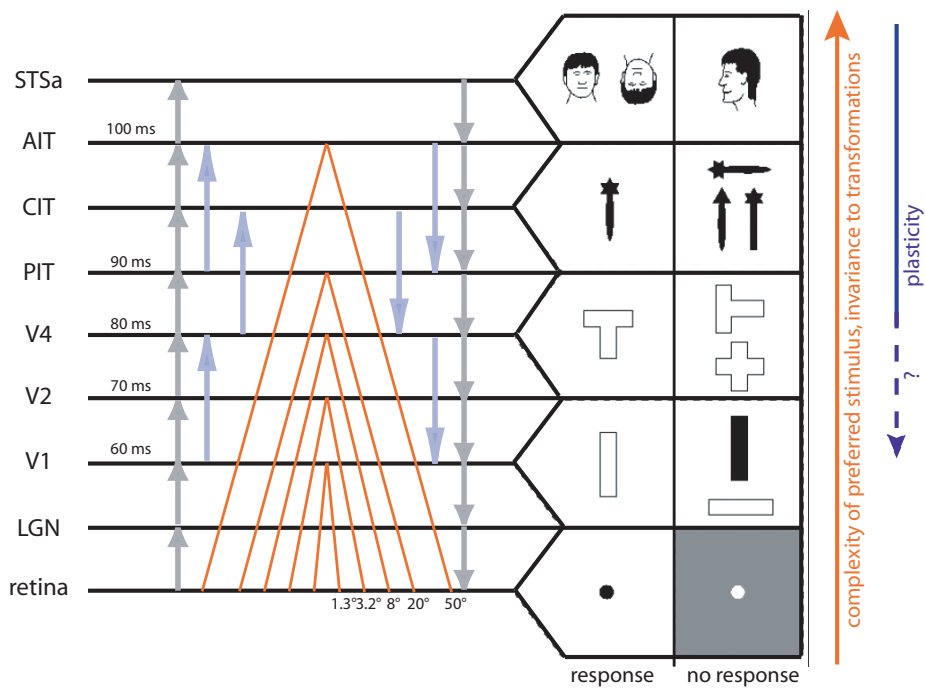 STSa
AIT
100 ms
CIT
PIT
90 ms
V4
80 ms
V2
70 ms
V1
60 ms
LGN
retina
1.3° 3.2° 8° 20° 50°
response
no response
complexity of preferred stimulus, invariance to transformations
plasticity
?